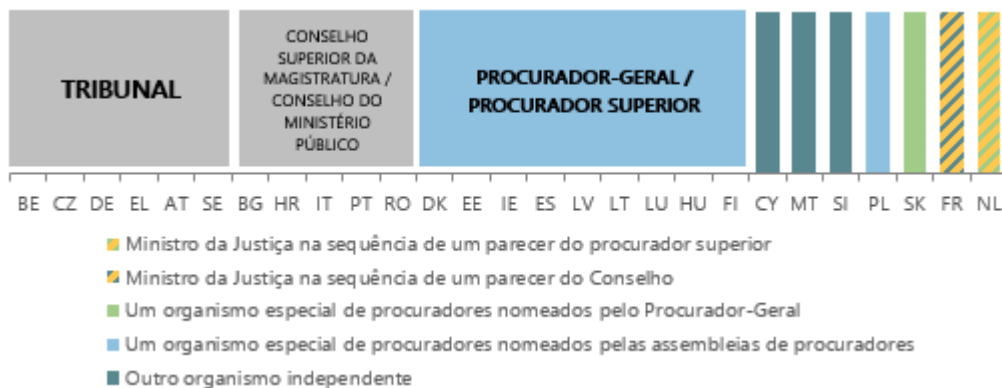 TRIBUNAL
CONSELHO
SUPERIOR DA
MAGISTRATURA /
CONSELHO DO
MINISTÉRIO
PÚBLICO
PROCURADOR-GERAL /
PROCURADOR SUPERIOR
BE CZ DE EL AT SE BG HR IT PT RO DK EE IE ES LV LT LU HU FI CY MT SI PL SK FR NL
Ministro da Justiça na sequência de um parecer do procurador superior
Ministro da Justiça na sequência de um parecer do Conselho
Um organismo especial de procuradores nomeados pelo Procurador-Geral
Um organismo especial de procuradores nomeados pelas assembleias de procuradores
Outro organismo independente